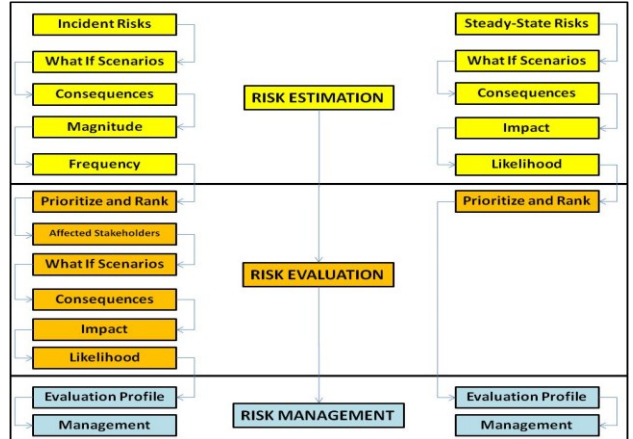 Incident Risks
What If Scenarios
Consequences
Magnitude
Frequency
RISK ESTIMATION
Steady-State Risks
What If Scenarios
Consequences
Impact
Likelihood
Prioritize and Rank
Affected Stakeholders
What If Scenarios
Consequences
Impact
Likelihood
RISK EVALUATION
Prioritize and Rank
Evaluation Profile
Management
RISK MANAGEMENT
Evaluation Profile
Management